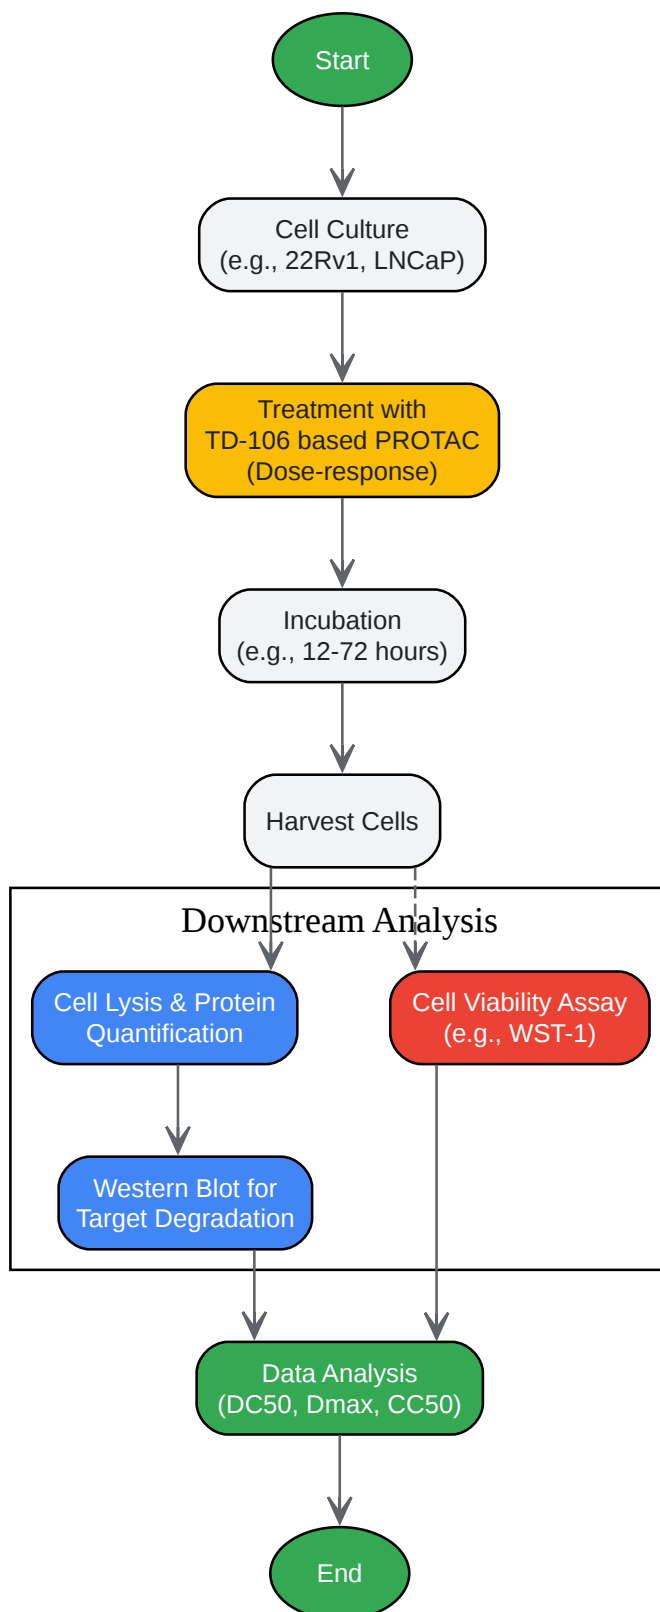 Start
Cell Culture
(e.g., 22Rv1, LNCaP)
Treatment with
TD-106 based PROTAC
(Dose-response)
Incubation
(e.g., 12-72 hours)
Harvest Cells
Downstream Analysis
Cell Lysis & Protein
Quantification
Cell Viability Assay
(e.g., WST-1)
Western Blot for
Target Degradation
Data Analysis
(DC50, Dmax, CC50)
End